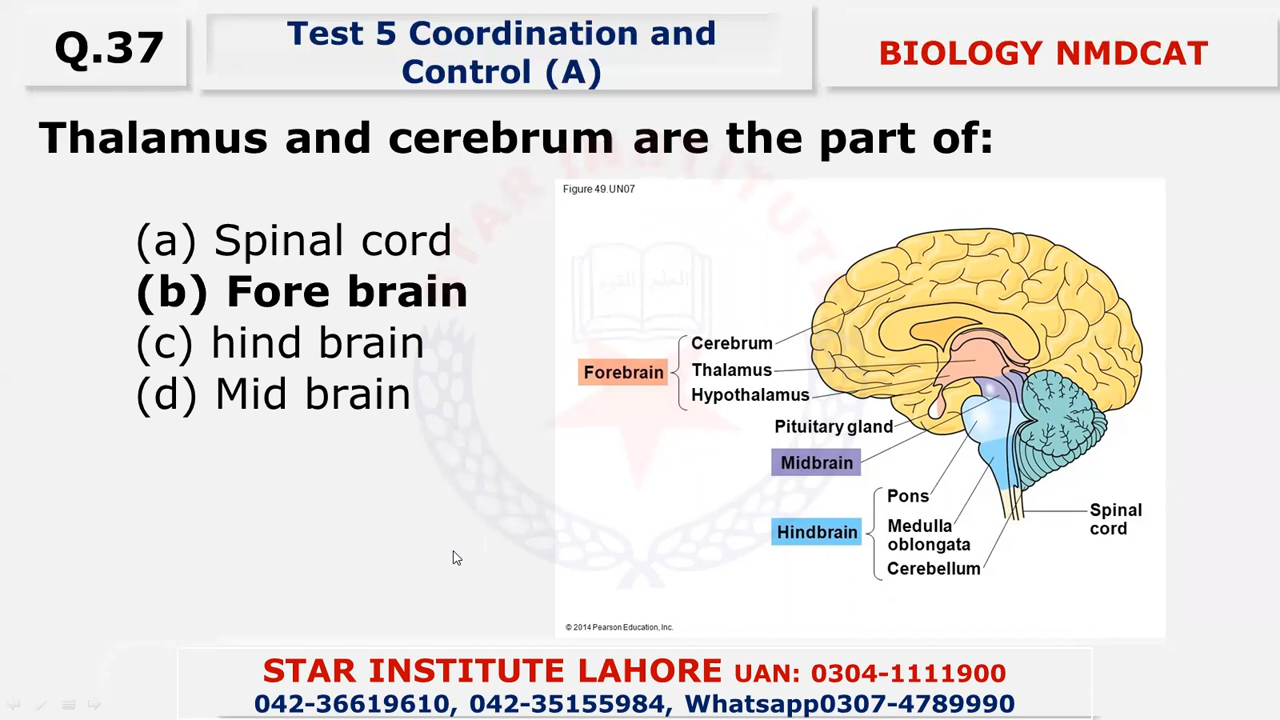 Q.37
Test 5 Coordination and
Control (A)
BIOLOGY NMDCAT
Thalamus and cerebrum are the part of:
(a) Spinal cord
(b) Fore brain
(c) hind brain
(d) Mid brain
Figure 49.UN07
Forebrain
Cerebrum
Thalamus
Hypothalamus
Pituitary gland
Midbrain
Hindbrain
Pons
Medulla
oblongata
Cerebellum
Spinal
cord
© 2014 Pearson Education, Inc.
STAR INSTITUTE
STAR INSTITUTE LAHORE UAN: 0304-1111900
042-36619610, 042-35155984, Whatsapp0307-4789990